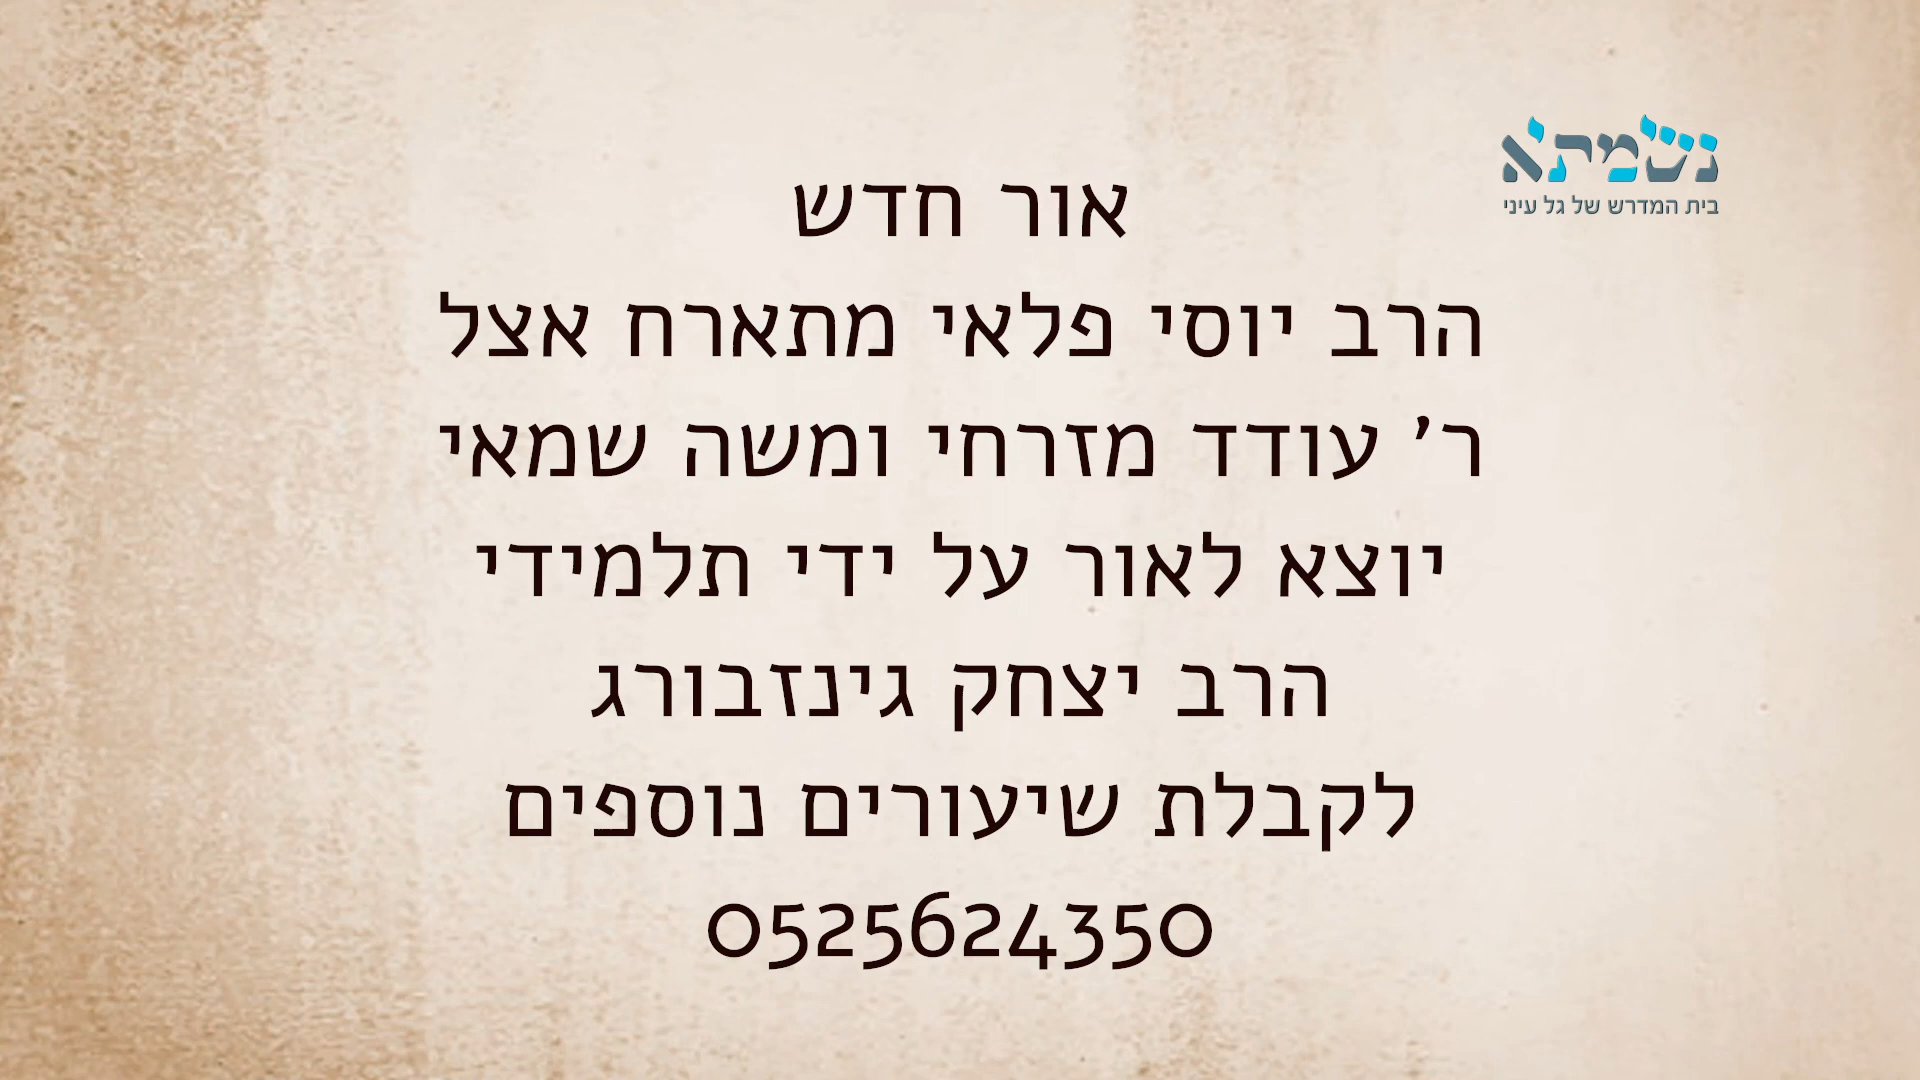 נשמתא
בית המדרש של גל עיני
אור חדש
הרב יוסי פלאי מתארח אצל
ר' עודד מזרחי ומשה שמאי
יוצא לאור על ידי תלמידי
הרב יצחק גינזבורג
לקבלת שיעורים נוספים
0525624350